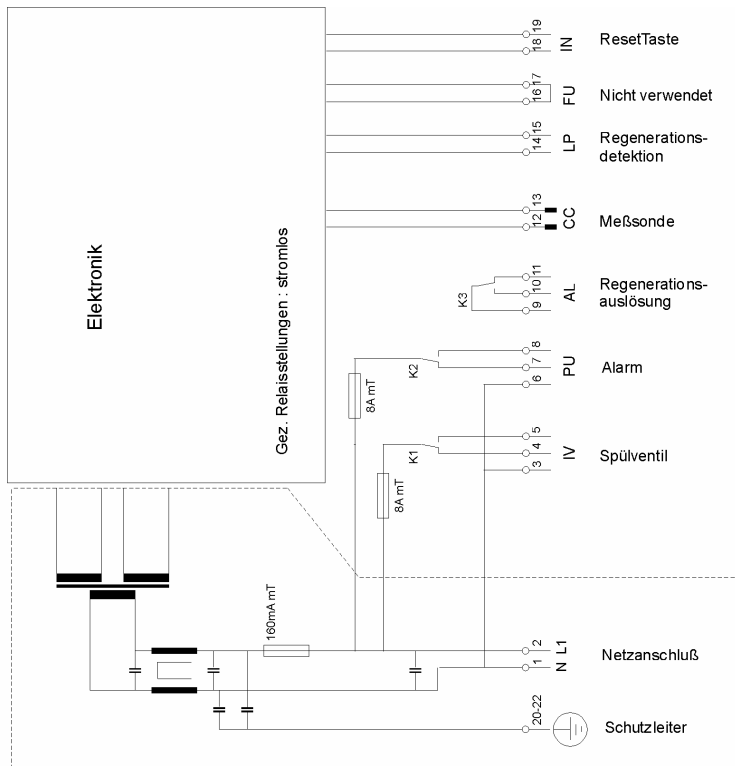 19
18
IN
ResetTaste
17
16
FU
Nicht verwendet
15
14
LP
Regenerations-
detektion
13
12
CC
Meßsonde
11
10
9
AL
K3
Regenerations-
auslösung
8
7
6
PU
K2
Alarm
8A mT
5
4
3
IV
K1
Spülventil
8A mT
Elektronik
Gez. Relaisstellungen : stromlos
160mA mT
2 L1
1 N
Netzanschluß
20-22
Schutzleiter